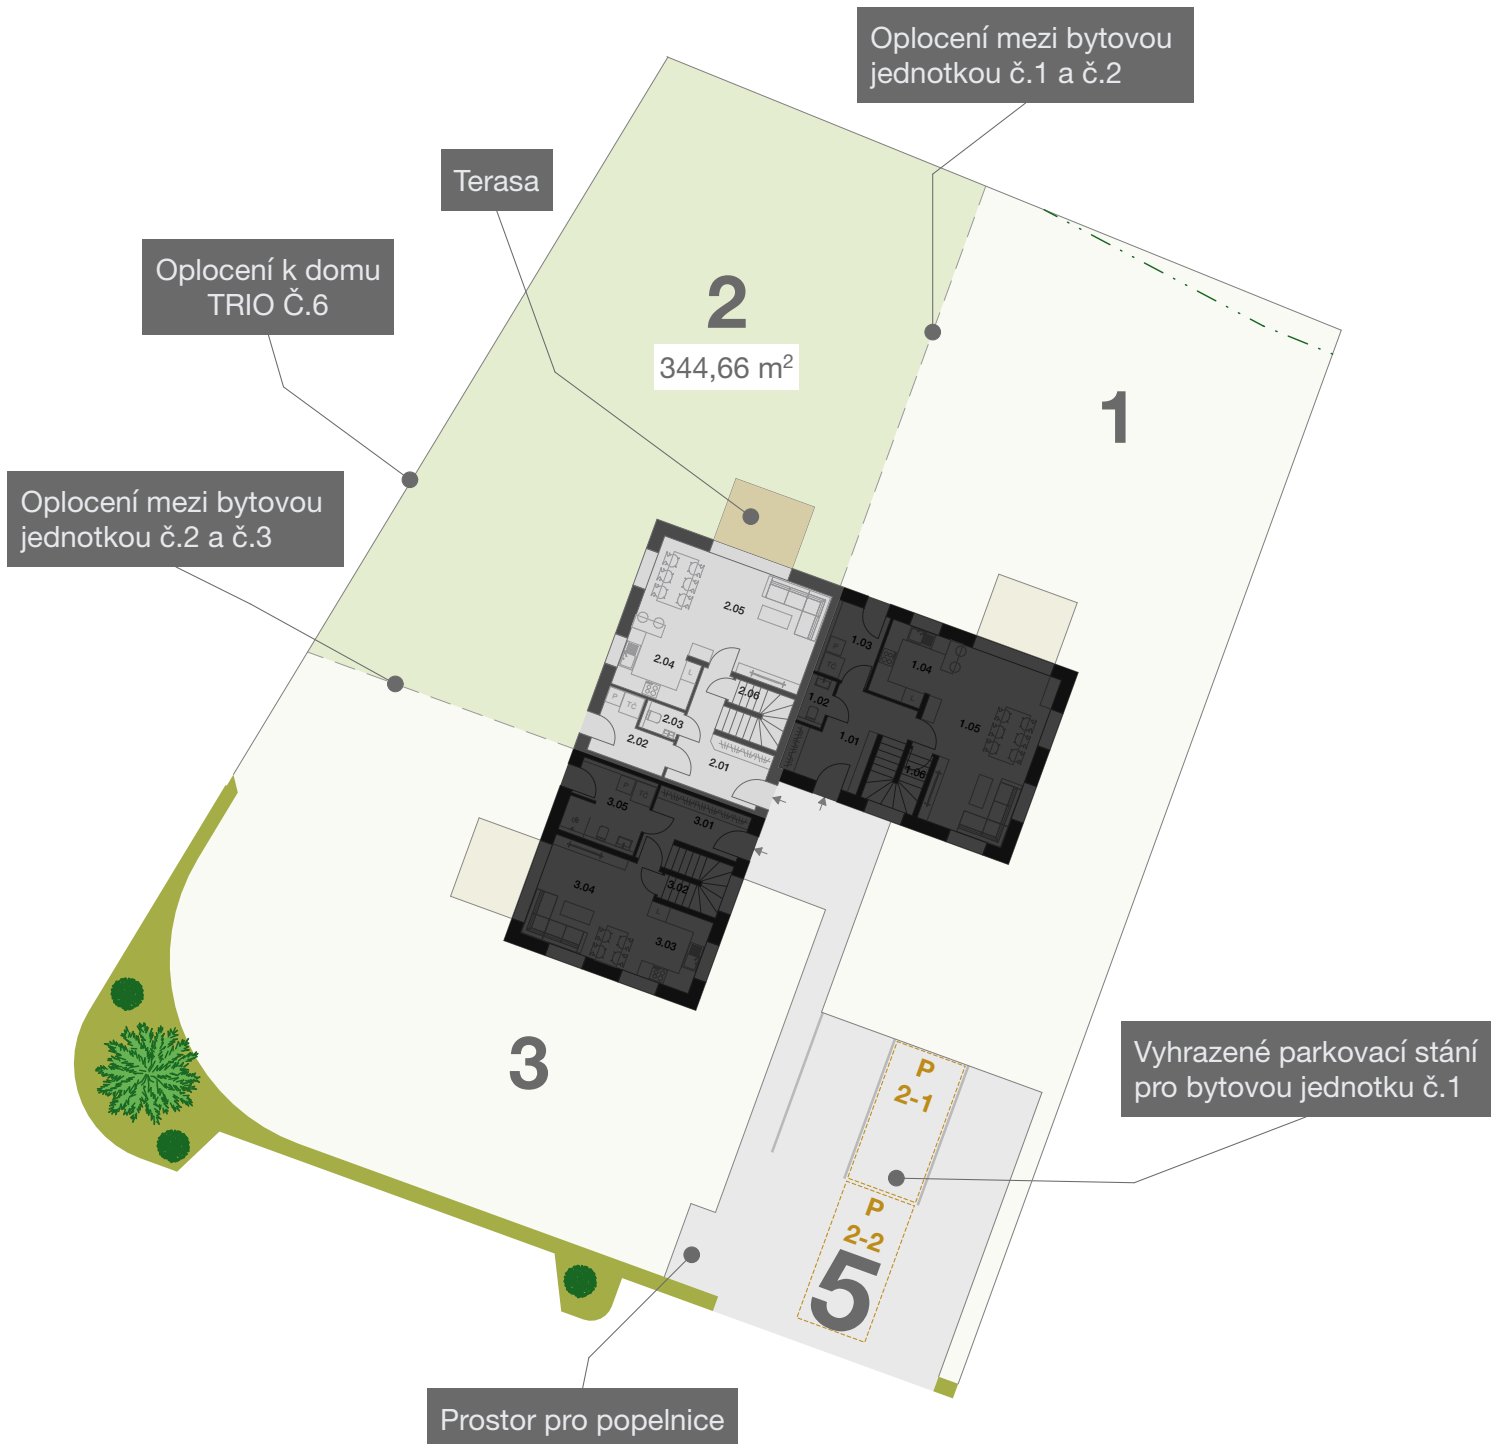 Oplocení mezi bytovou
jednotkou č.1 a č.2
Terasa
Oplocení k domu
TRIO Č.6
2
344,66 m²
1
Oplocení mezi bytovou
jednotkou č.2 a č.3
2.05
2.04
L
2.06
P
TČ
2.03
2.02
2.01
1.03
P
TČ
1.04
L
1.02
1.05
1.01
1.06
P
TČ
3.05
3.01
3.04
3.02
L
3.03
3
P
2-1
Vyhrazené parkovací stání
pro bytovou jednotku č.1
P
2-2
5
Prostor pro popelnice